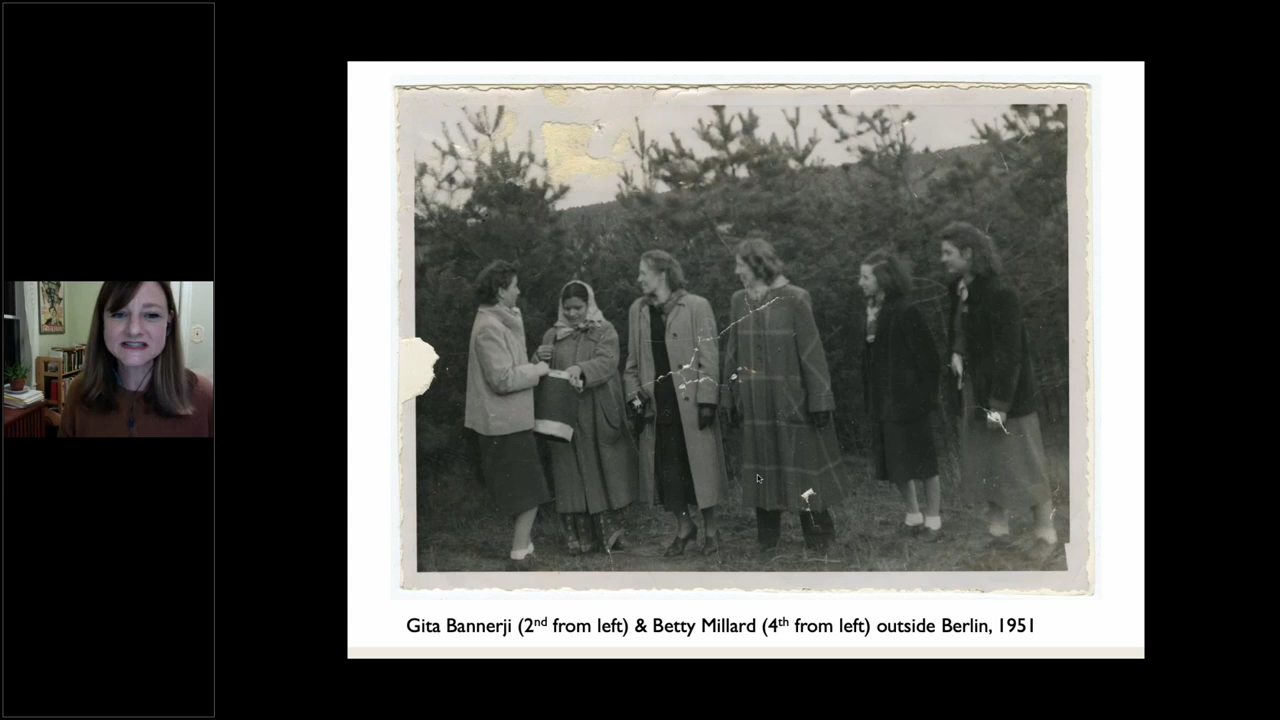 Gita Bannerji (2nd from left) & Betty Millard (4th from left) outside Berlin, 1951